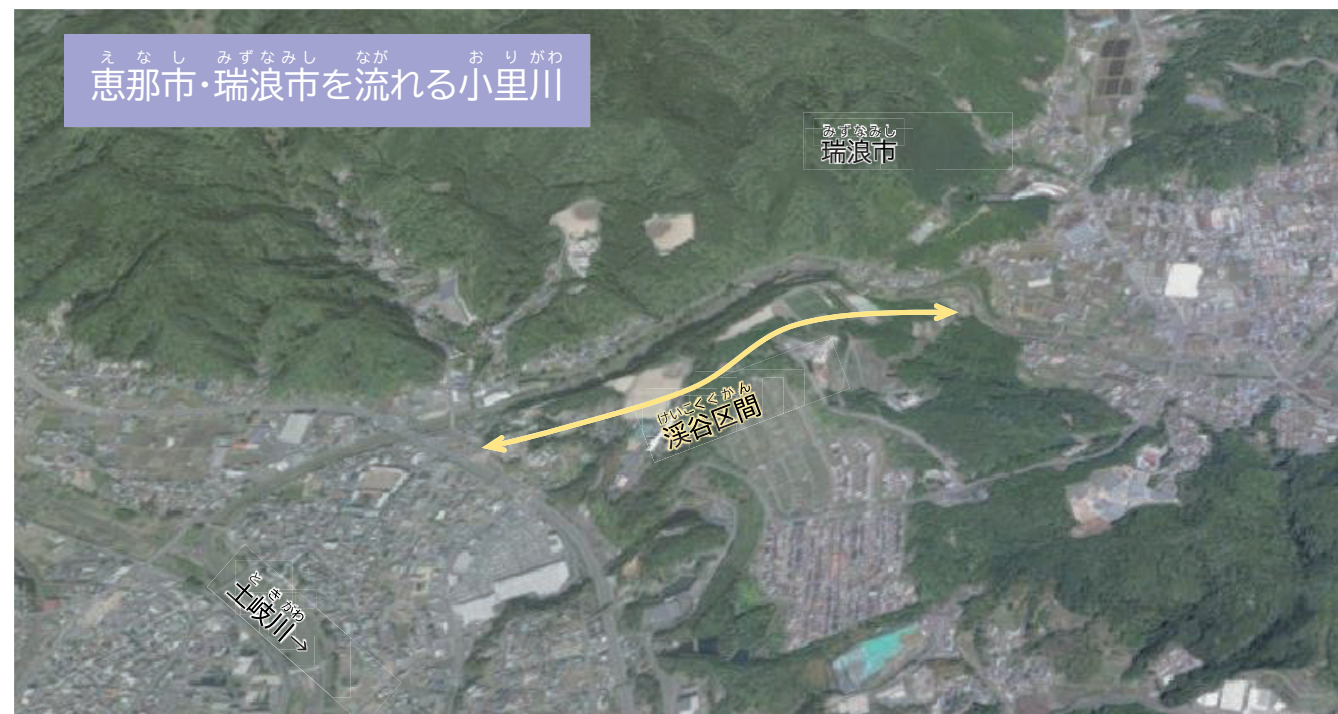 えなし みずなみし なが おりがわ
恵那市・瑞浪市を流れる小里川
みずなみし
瑞浪市
けいこくくかん
渓谷区間
ときがわ
土岐川→